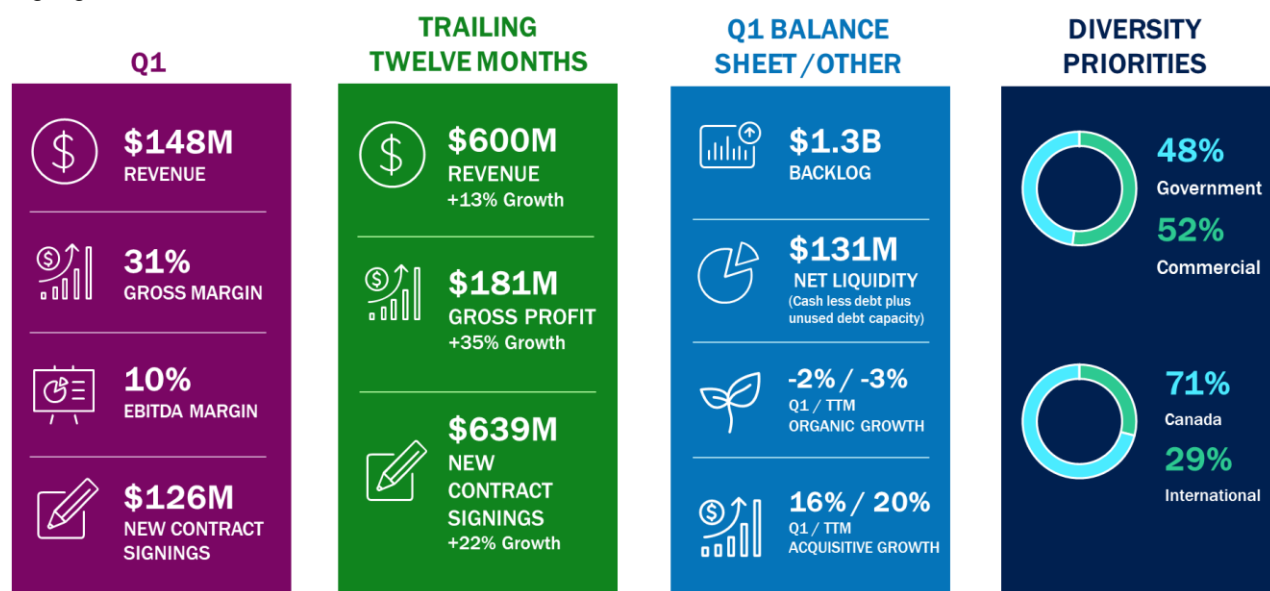 Q1
$148M
REVENUE
31%
GROSS MARGIN
10%
EBITDA MARGIN
$126M
NEW CONTRACT
SIGNINGS
TRAILING
TWELVE MONTHS
$600M
REVENUE
+13% Growth
$181M
GROSS PROFIT
+35% Growth
$639M
NEW
CONTRACT
SIGNINGS
+22% Growth
Q1 BALANCE
SHEET/OTHER
$1.3B
BACKLOG
$131M
NET LIQUIDITY
(Cash less debt plus
unused debt capacity)
-2% / -3%
Q1 / TTM
ORGANIC GROWTH
16% / 20%
Q1 / TTM
ACQUISITIVE GROWTH
DIVERSITY
PRIORITIES
48%
Government
52%
Commercial
71%
Canada
29%
International